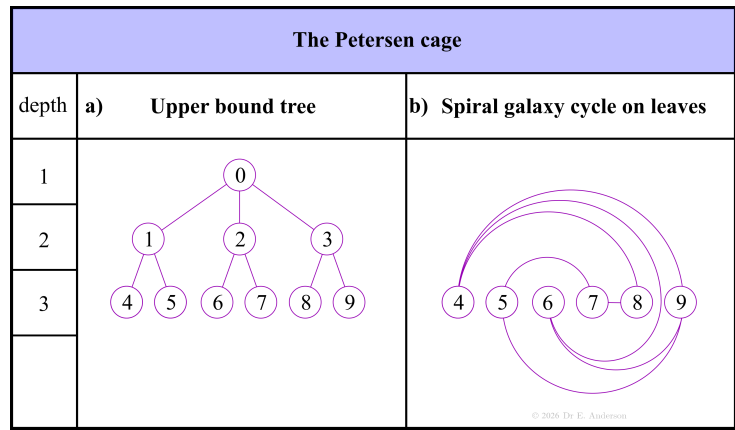 The Petersen cage
depth a) Upper bound tree b) Spiral galaxy cycle on leaves
1 0
2 1 2 3
3 4 5 6 7 8 9 4 5 6 7 8 9
© 2026 Dr E. Anderson